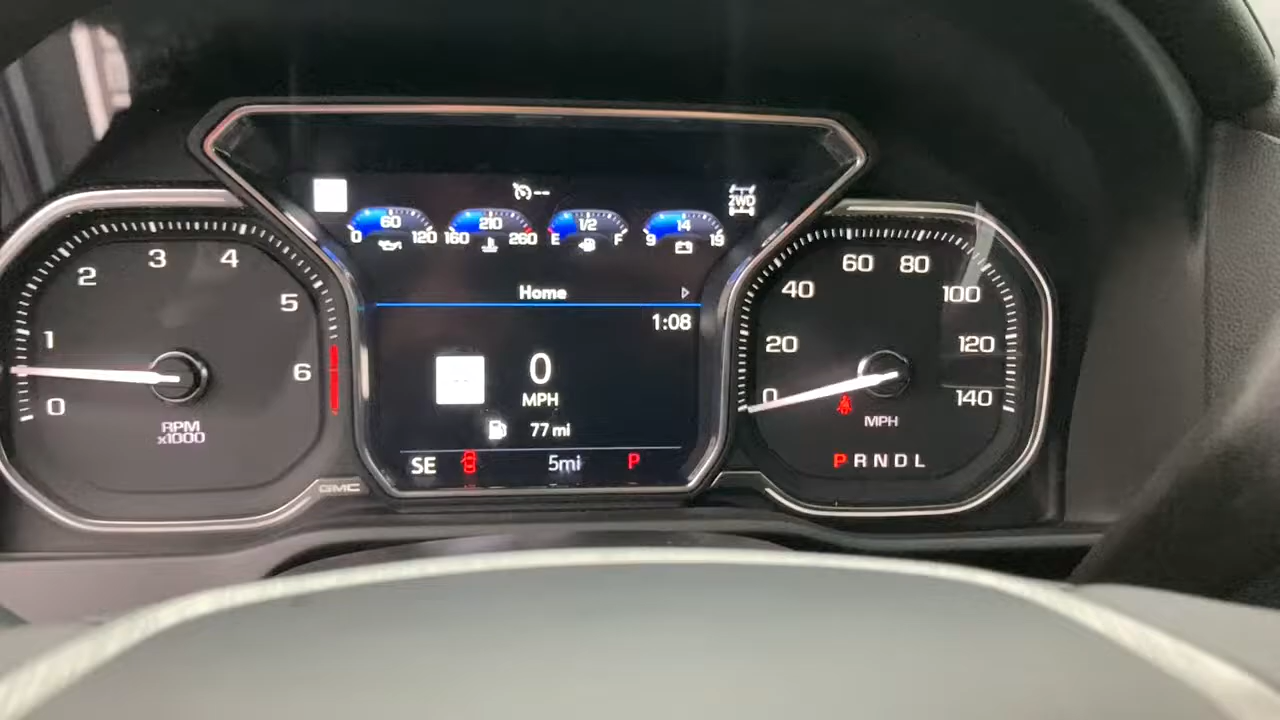 --
2WD
60
0 120
210
160 260
1/2
E F
14
9 19
Home
1:08
0
MPH
77 mi
SE 5mi P
0 1 2 3 4 5 6
RPM
x1000
GMC
0 20 40 60 80 100 120 140
MPH
P R N D L